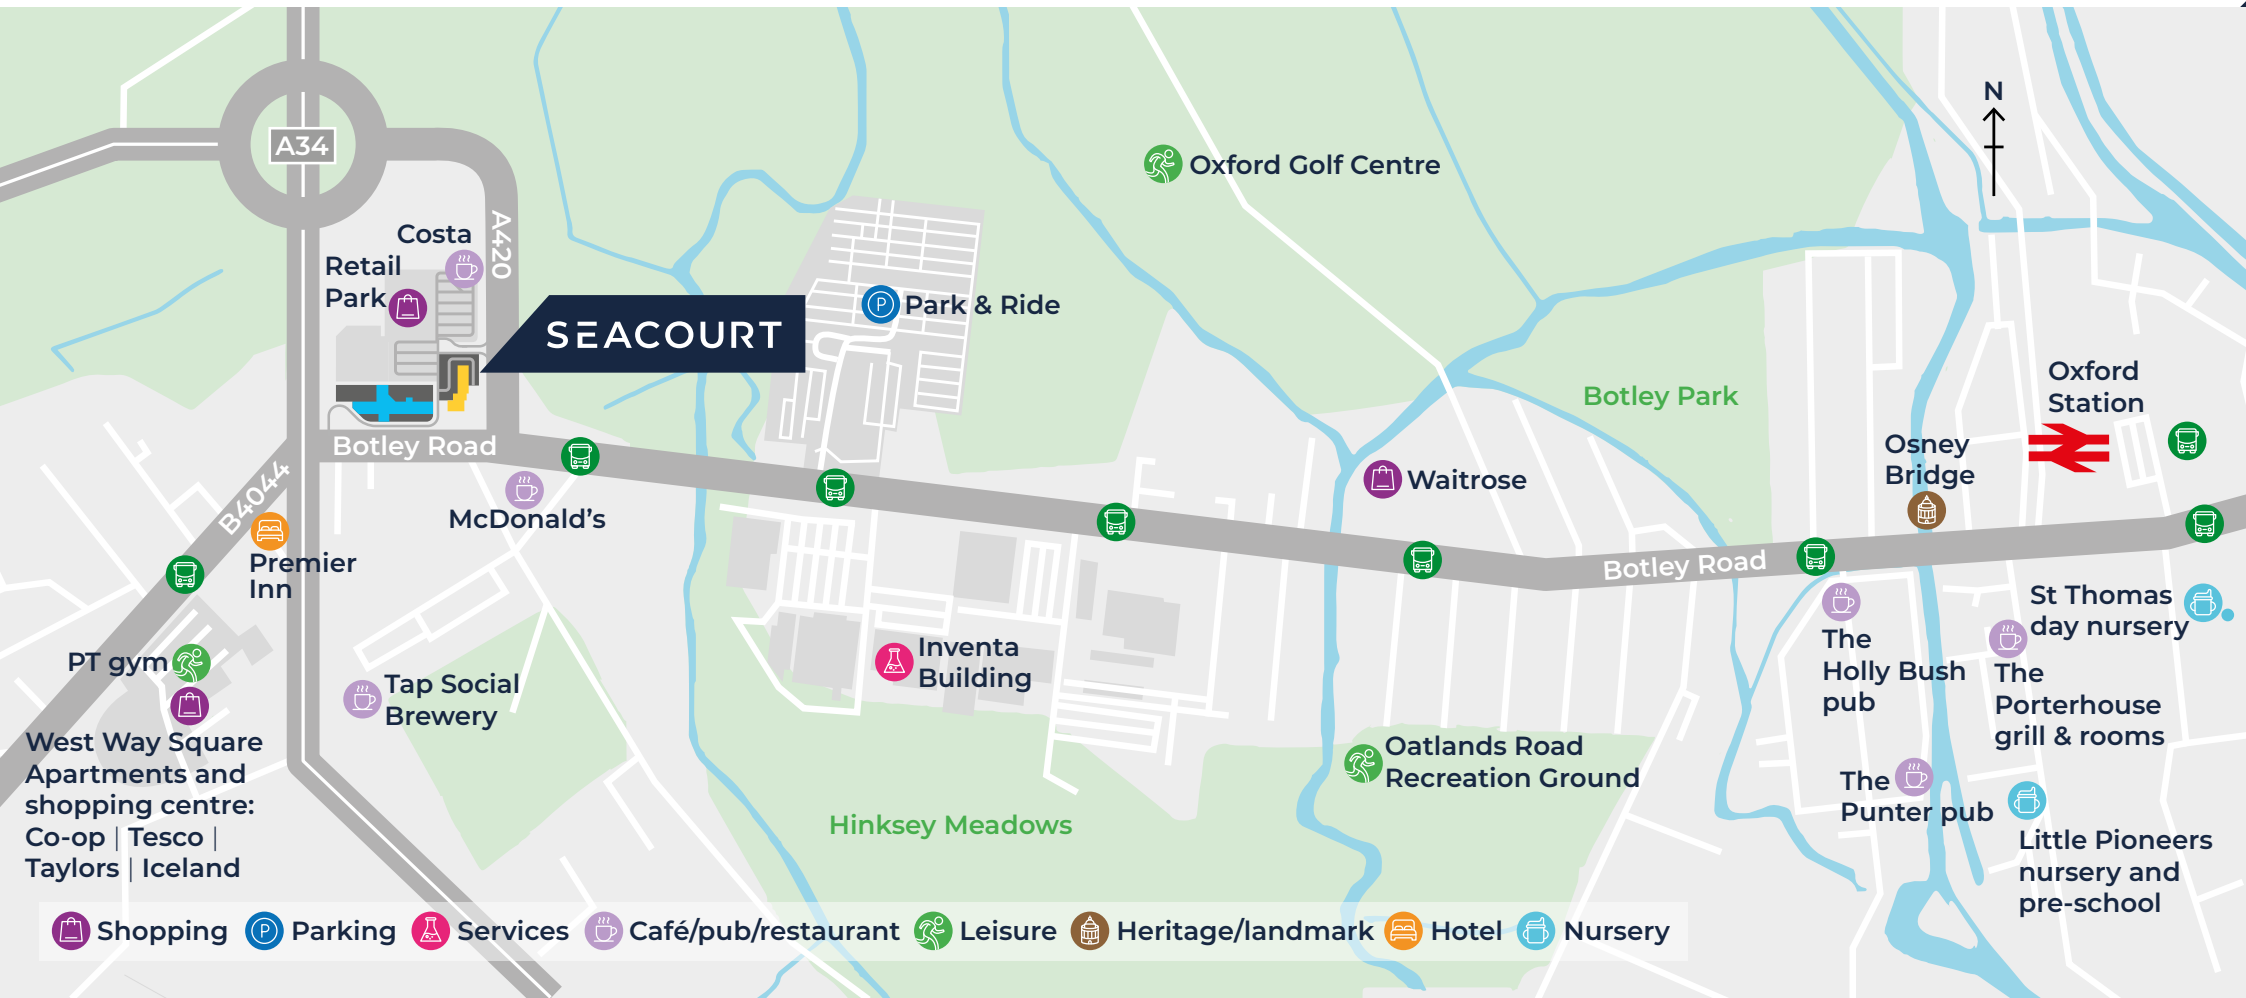 N
A34
A420
Costa
Retail
Park
SEACOURT
P
Park & Ride
Oxford Golf Centre
Botley Park
Oxford
Station
Osney
Bridge
Botley Road
B4044
McDonald’s
Premier
Inn
Waitrose
Botley Road
PT gym
Tap Social
Brewery
Inventa
Building
The
Holly Bush
pub
St Thomas
day nursery
The
Porterhouse
grill & rooms
West Way Square
Apartments and
shopping centre:
Co-op | Tesco |
Taylors | Iceland
Oatlands Road
Recreation Ground
Hinksey Meadows
The
Punter pub
Little Pioneers
nursery and
pre-school
Shopping
P
Parking
Services
Café/pub/restaurant
Leisure
Heritage/landmark
Hotel
Nursery